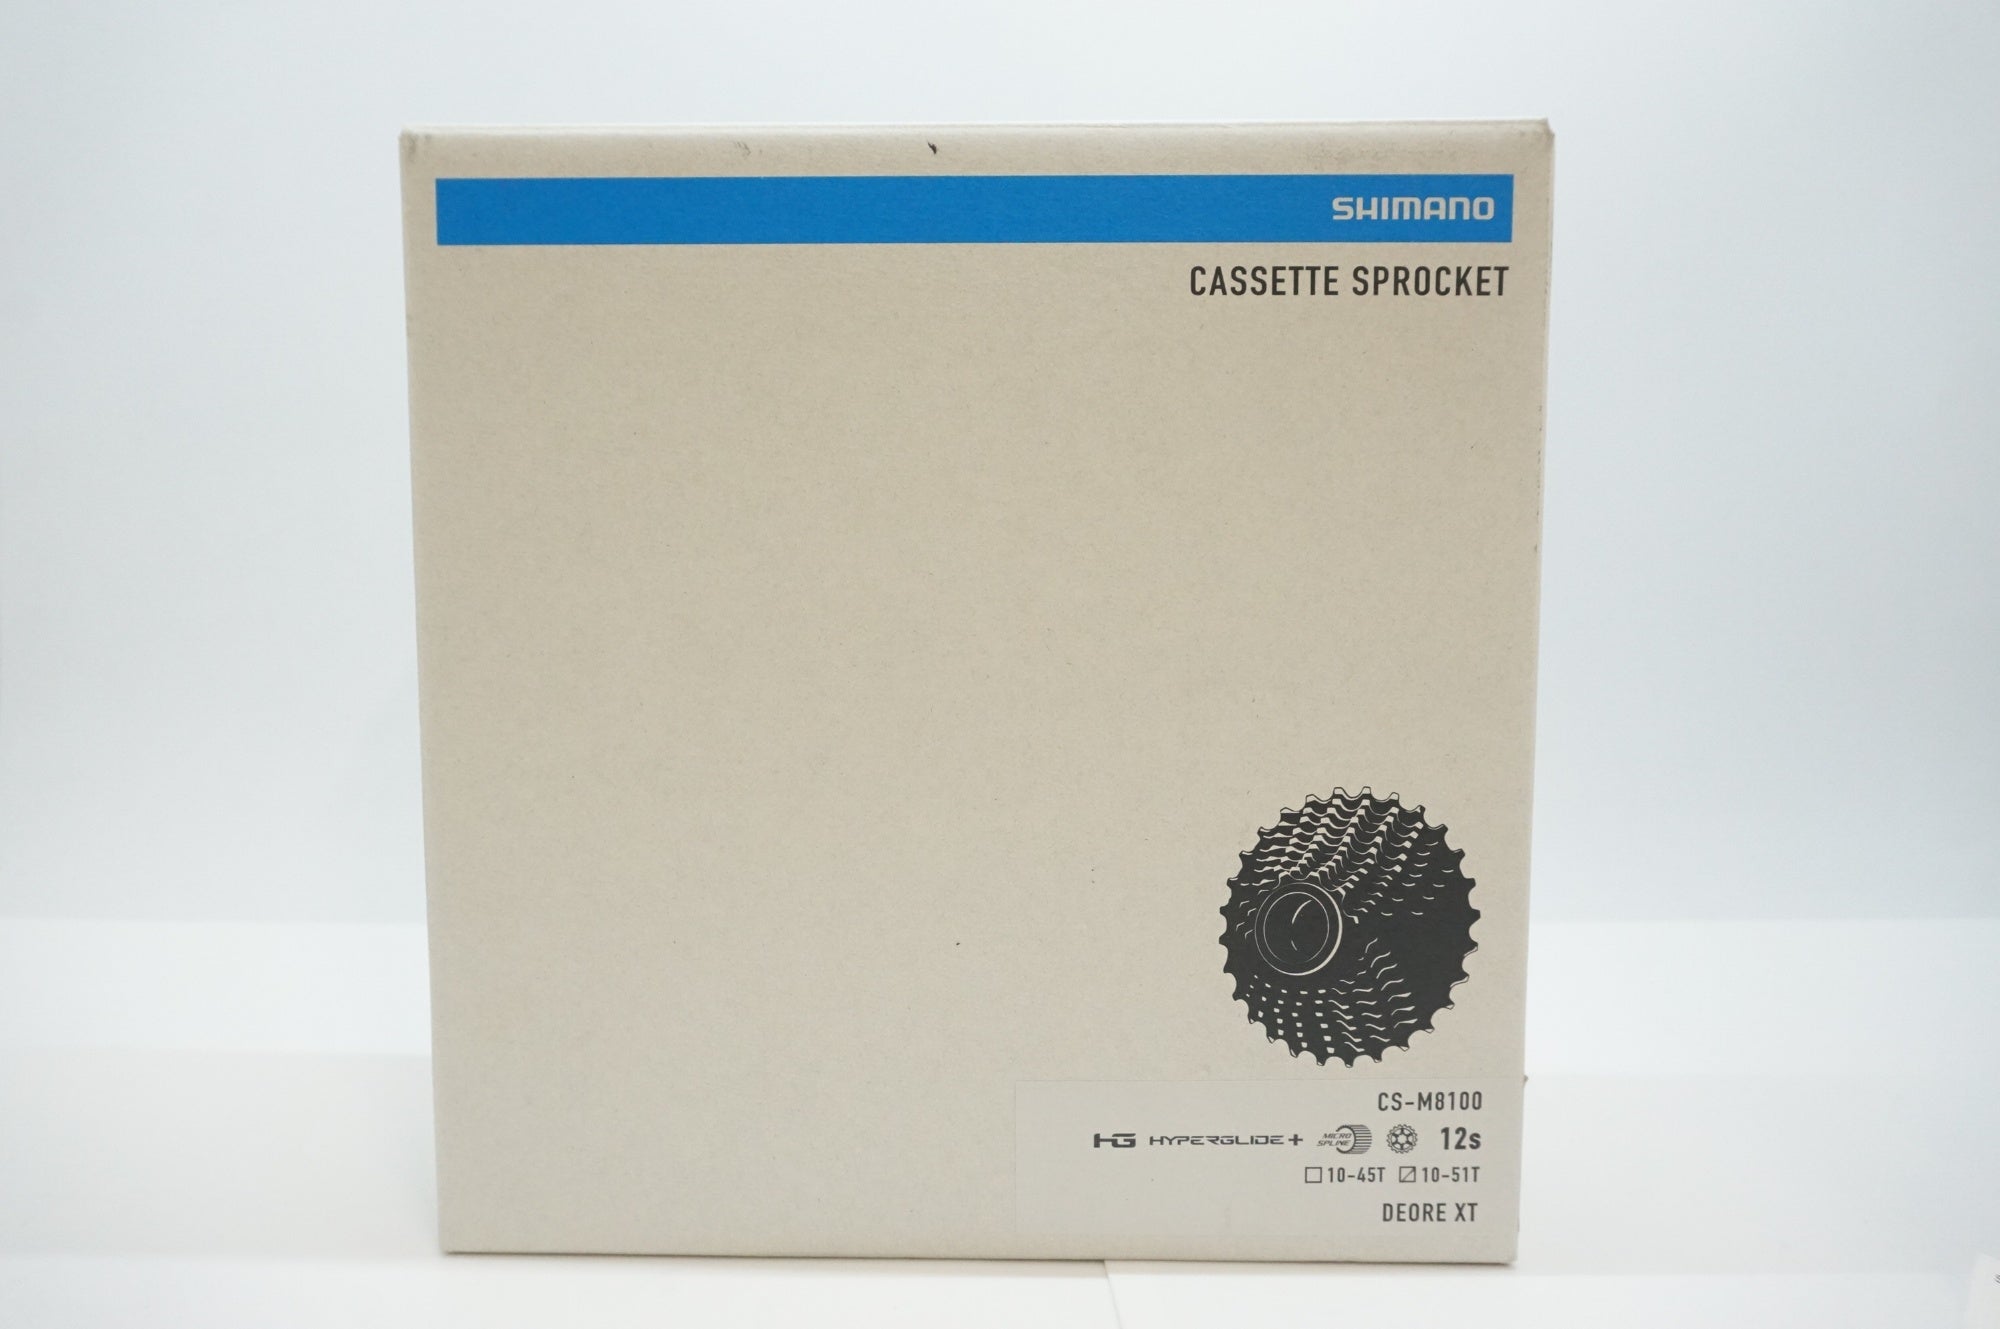 SHIMANO
CASSETTE SPROCKET
CS-M8100
HG HYPERGLIDE+ MICRO SPLINE 12s
10-45T 10-51T
DEORE XT